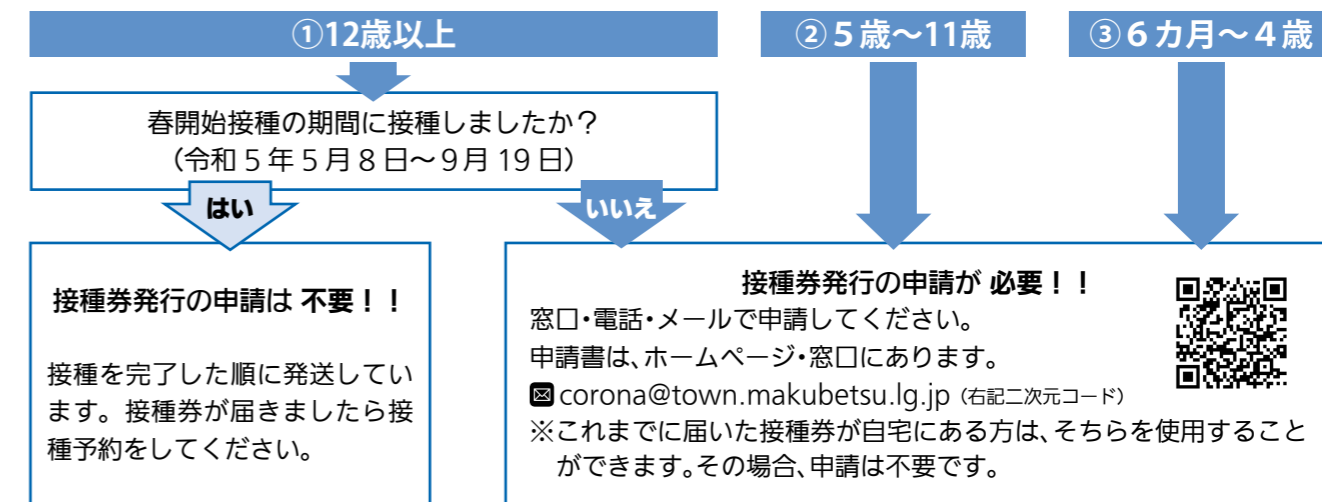 ①12歳以上
②５歳～11歳
③６カ月～４歳
春開始接種の期間に接種しましたか？
（令和５年５月８日～９月19日）
はい
いいえ
接種券発行の申請は 不要！！
接種を完了した順に発送してい
ます。接種券が届きましたら接
種予約をしてください。
接種券発行の申請が 必要！！
窓口・電話・メールで申請してください。
申請書は、ホームページ・窓口にあります。
✉corona@town.makubetsu.lg.jp（右記二次元コード）
※これまでに届いた接種券が自宅にある方は、そちらを使用すること
ができます。その場合、申請は不要です。